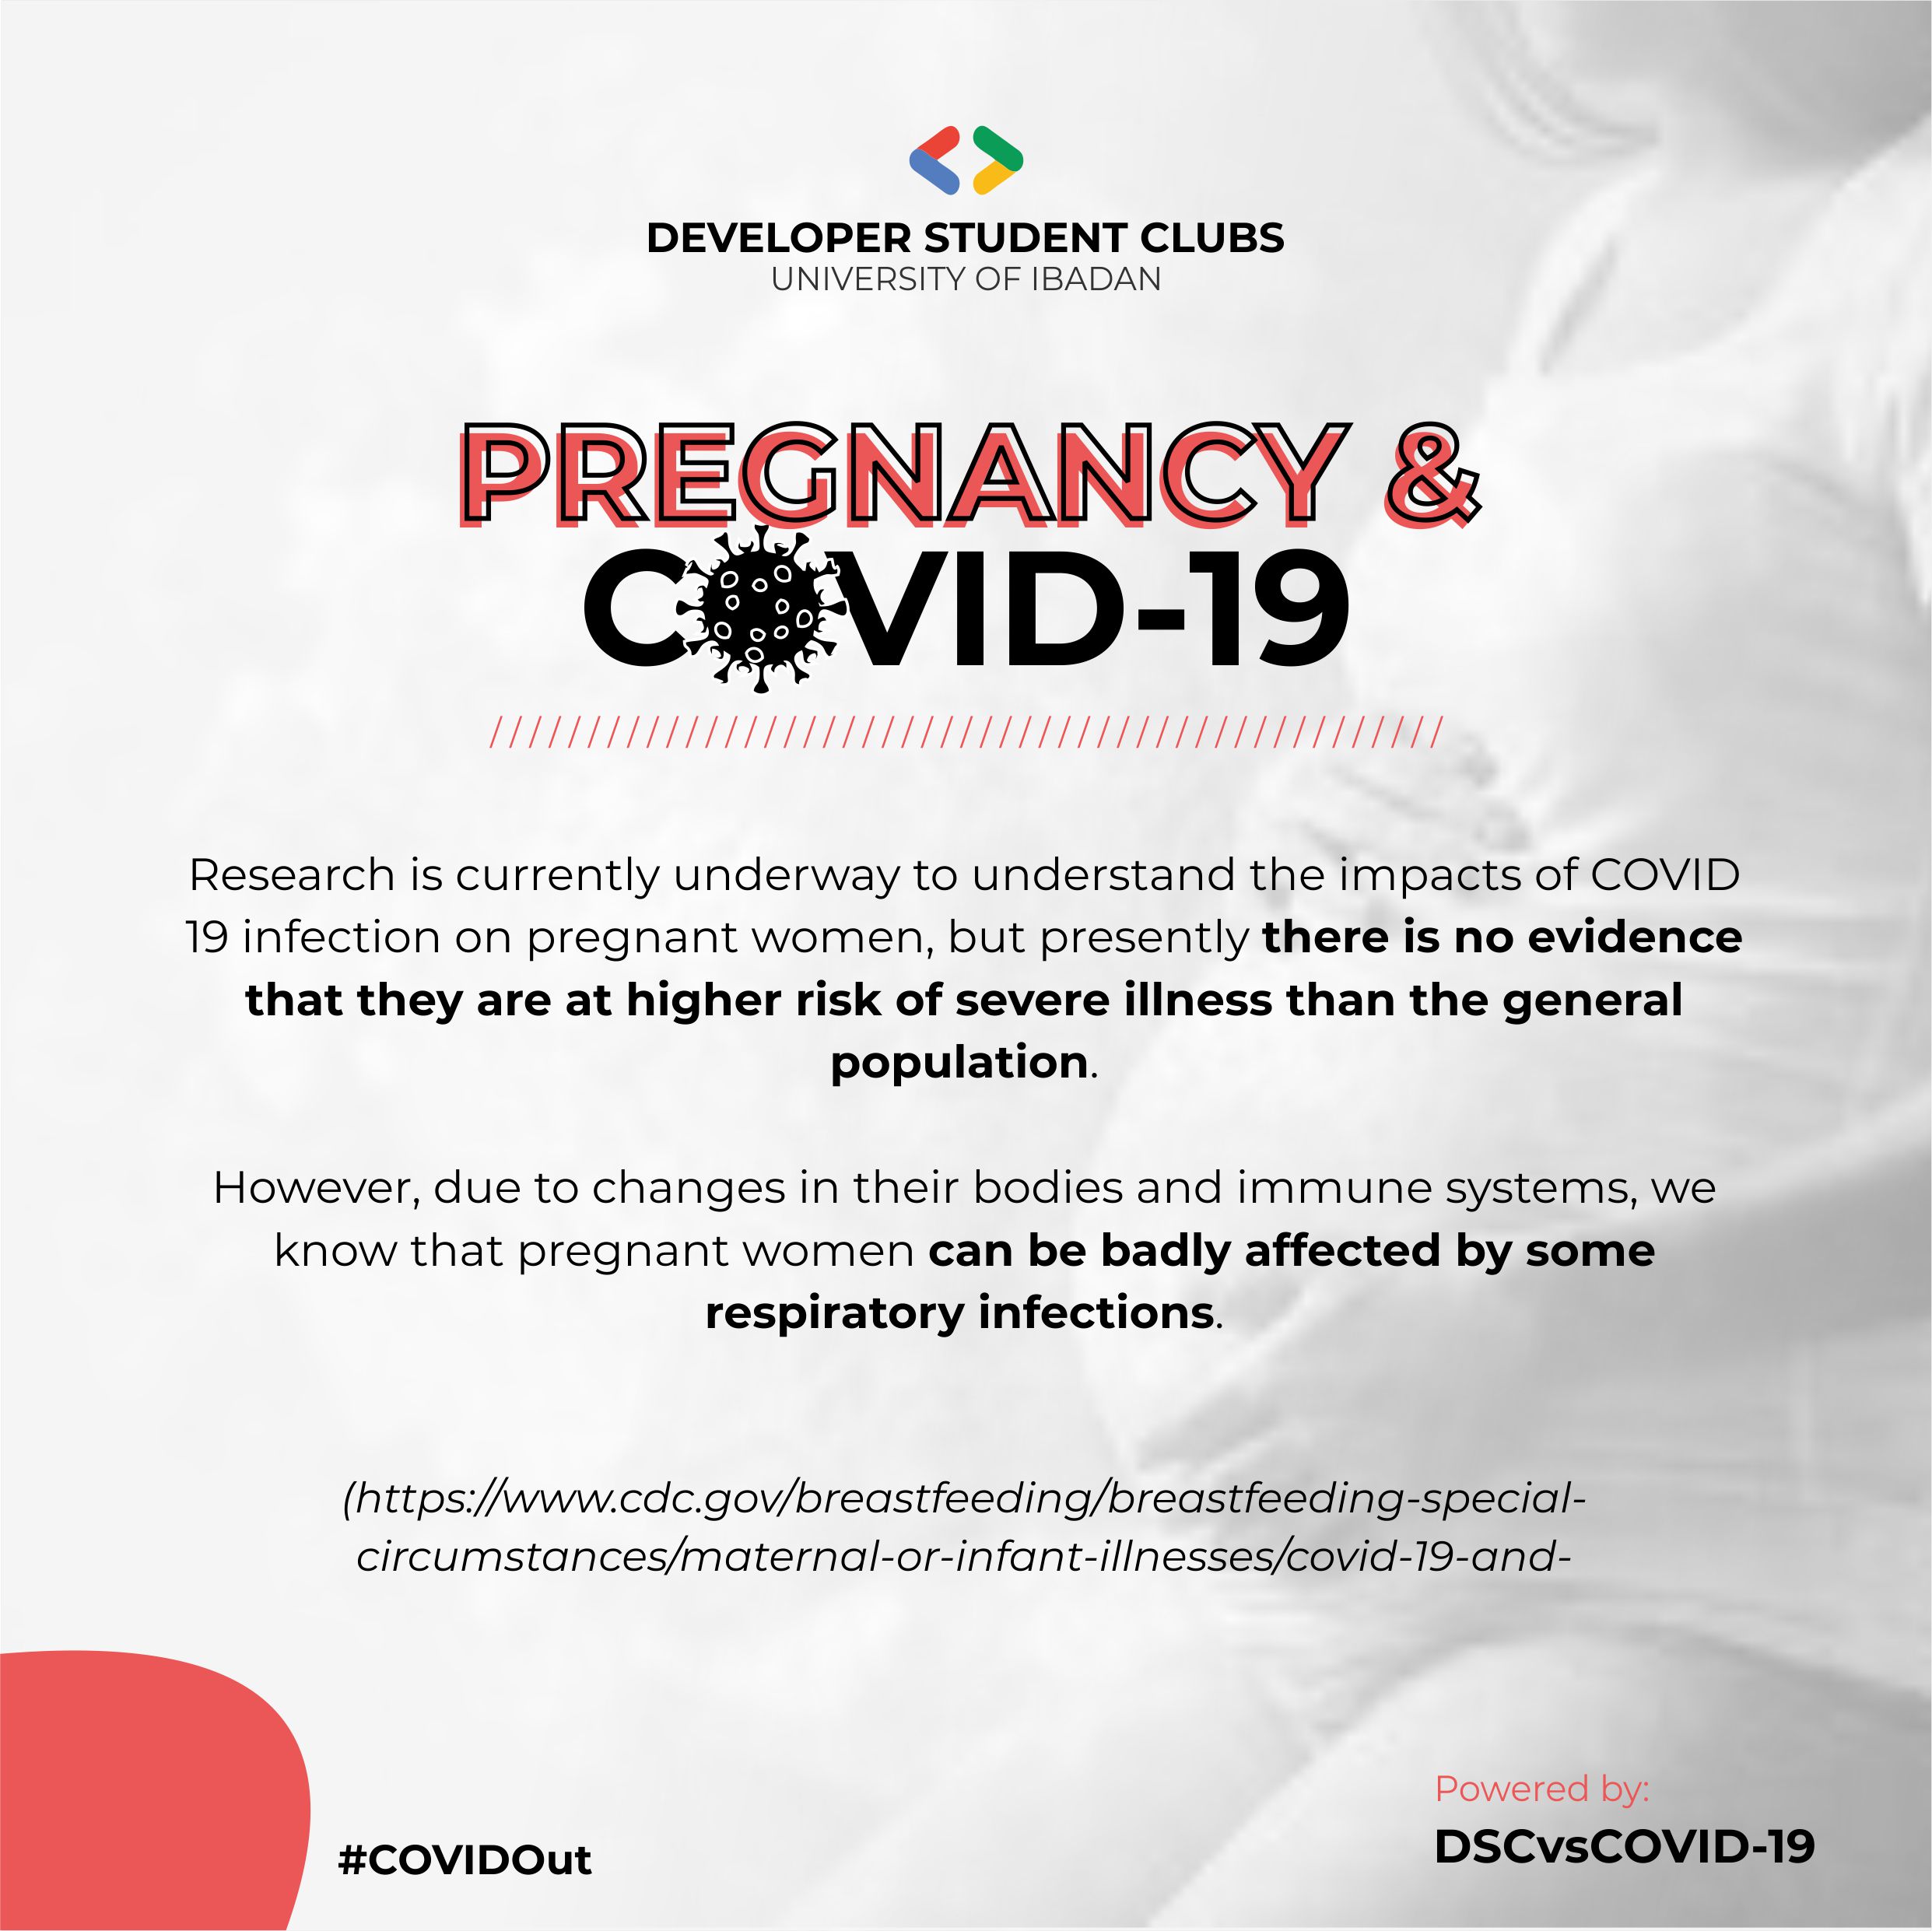 DEVELOPER STUDENT CLUBS
UNIVERSITY OF IBADAN
PREGNANCY &
COVID-19
Research is currently underway to understand the impacts of COVID
19 infection on pregnant women, but presently there is no evidence
that they are at higher risk of severe illness than the general
population.
However, due to changes in their bodies and immune systems, we
know that pregnant women can be badly affected by some
respiratory infections.
(https://www.cdc.gov/breastfeeding/breastfeeding-special-
circumstances/maternal-or-infant-illnesses/covid-19-and-
Powered by:
#COVIDOut
DSCvsCOVID-19